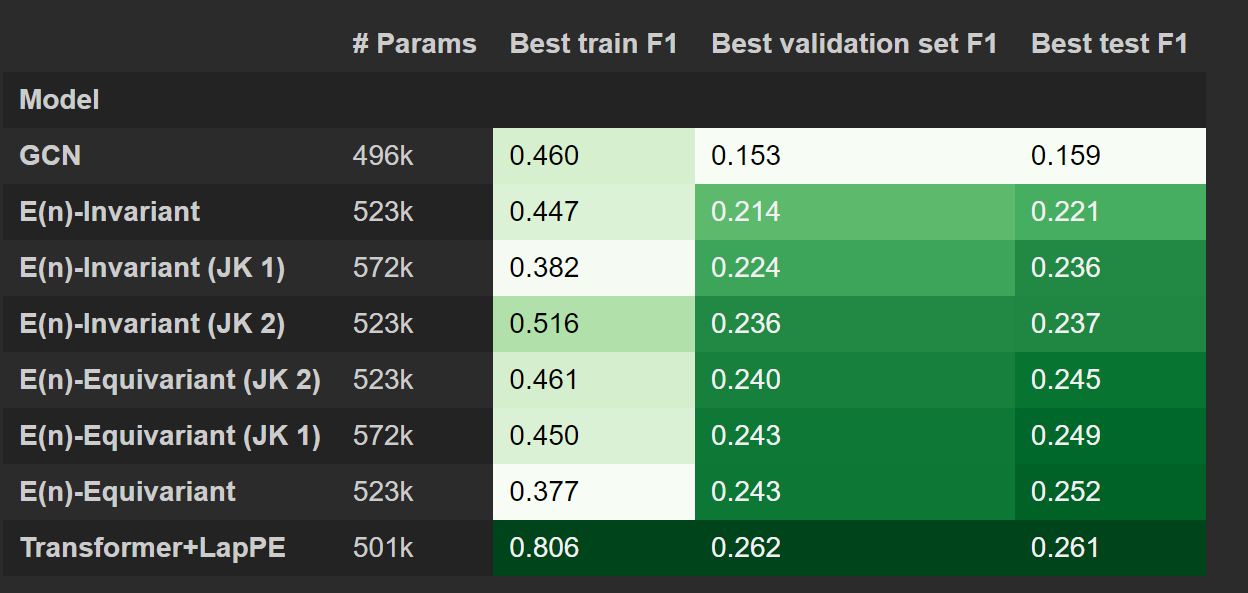 # Params Best train F1 Best validation set F1 Best test F1
Model
GCN 496k 0.460 0.153 0.159
E(n)-Invariant 523k 0.447 0.214 0.221
E(n)-Invariant (JK 1) 572k 0.382 0.224 0.236
E(n)-Invariant (JK 2) 523k 0.516 0.236 0.237
E(n)-Equivariant (JK 2) 523k 0.461 0.240 0.245
E(n)-Equivariant (JK 1) 572k 0.450 0.243 0.249
E(n)-Equivariant 523k 0.377 0.243 0.252
Transformer+LapPE 501k 0.806 0.262 0.261